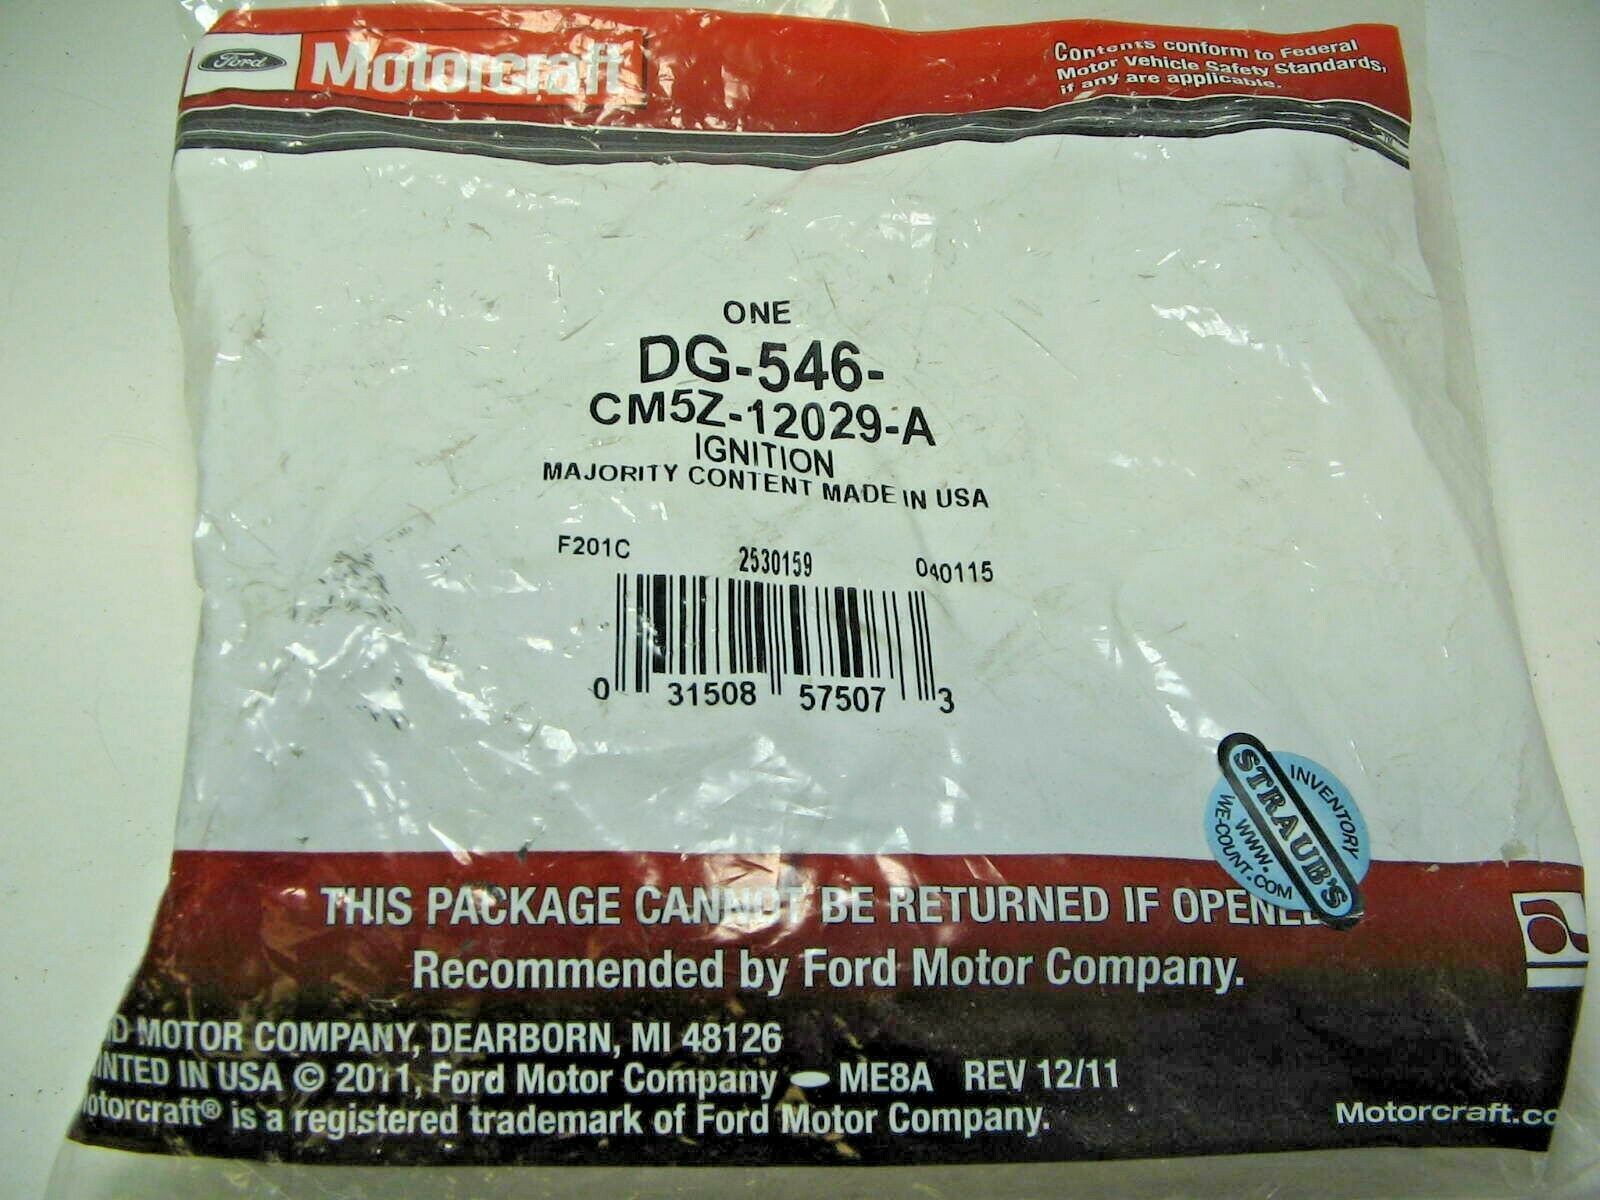 Ford Motorcraft
Contents conform to Federal
Motor Vehicle Safety Standards,
if any are applicable.
ONE
DG-546-
CM5Z-12029-A
IGNITION
MAJORITY CONTENT MADE IN USA
F201C 2530159 040115
0 31508 57507 3
INVENTORY
STRAUB'S
WWW.
WE-COUNT.COM
THIS PACKAGE CANNOT BE RETURNED IF OPENED
Recommended by Ford Motor Company.
D MOTOR COMPANY, DEARBORN, MI 48126
INTED IN USA © 2011, Ford Motor Company ME8A REV 12/11
otorcraft® is a registered trademark of Ford Motor Company.
Motorcraft.co